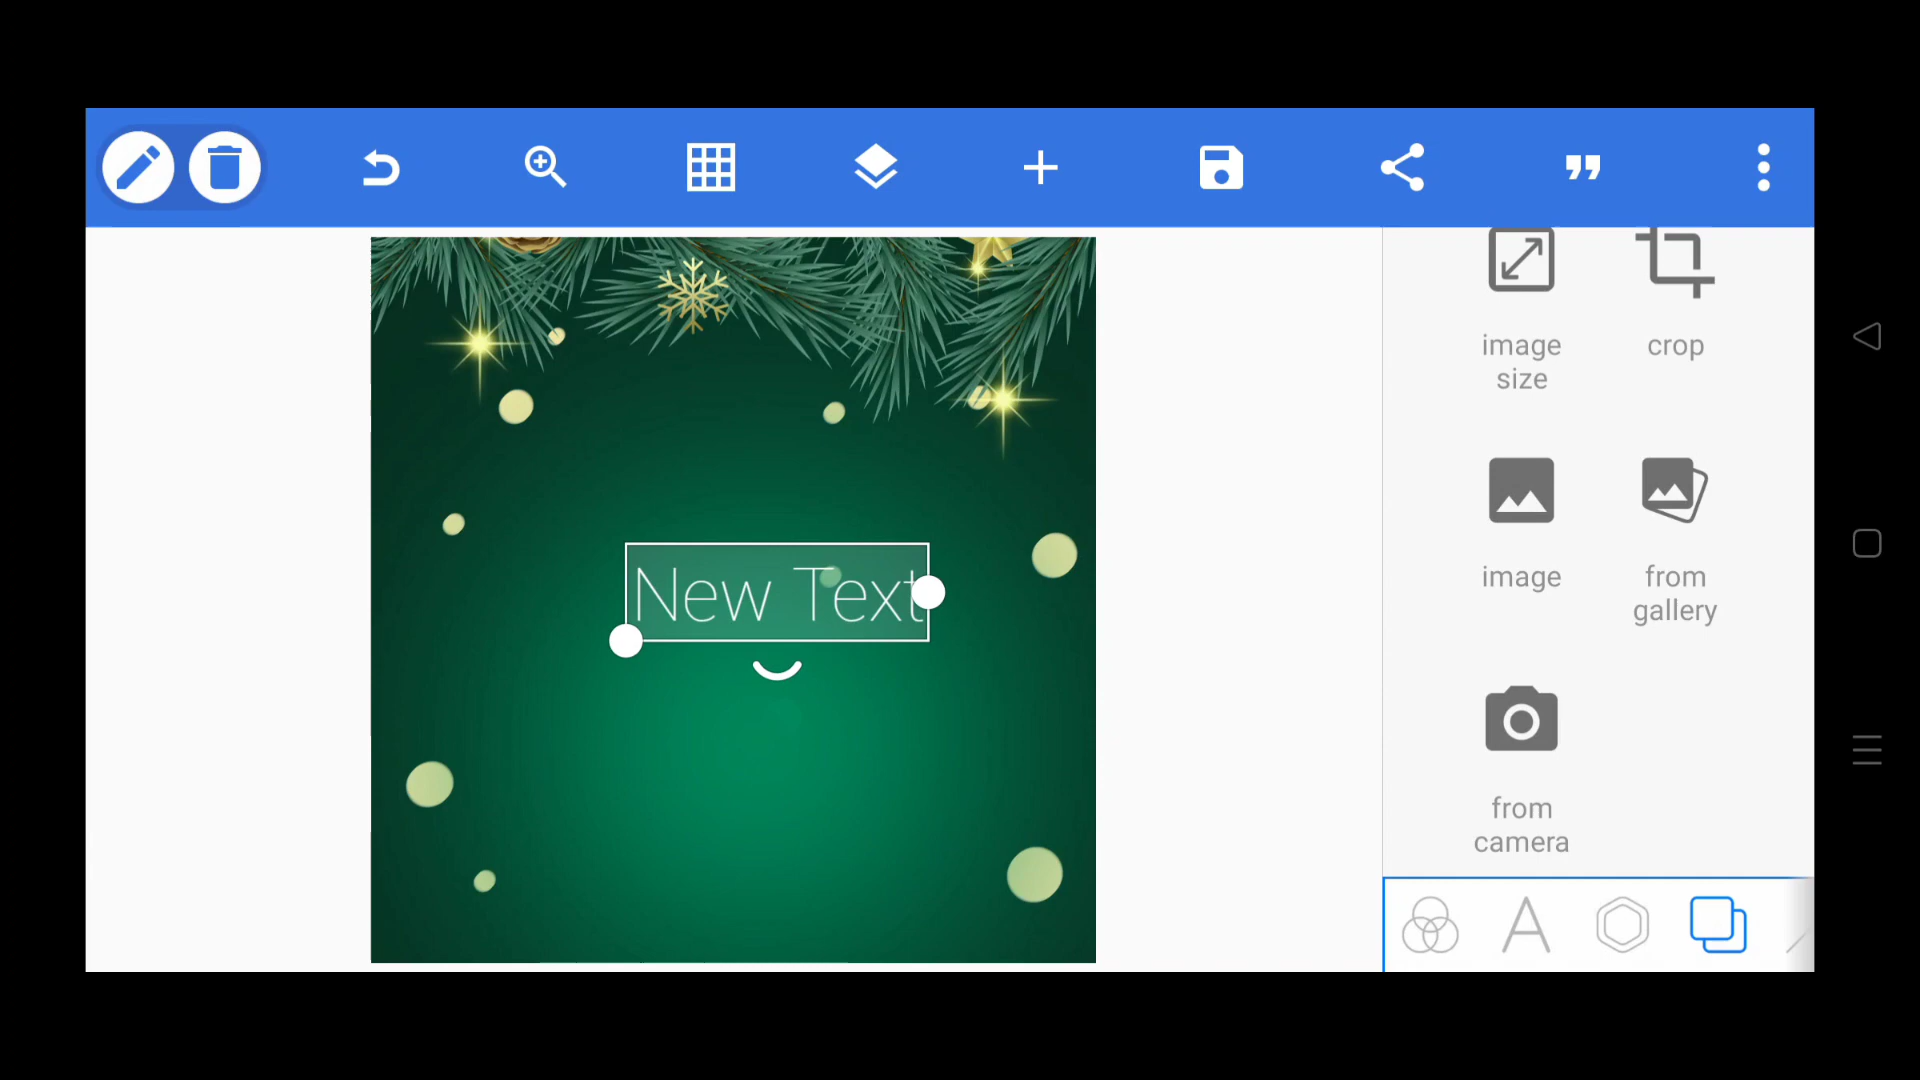 New Text
image
size
crop
image
from
gallery
from
camera